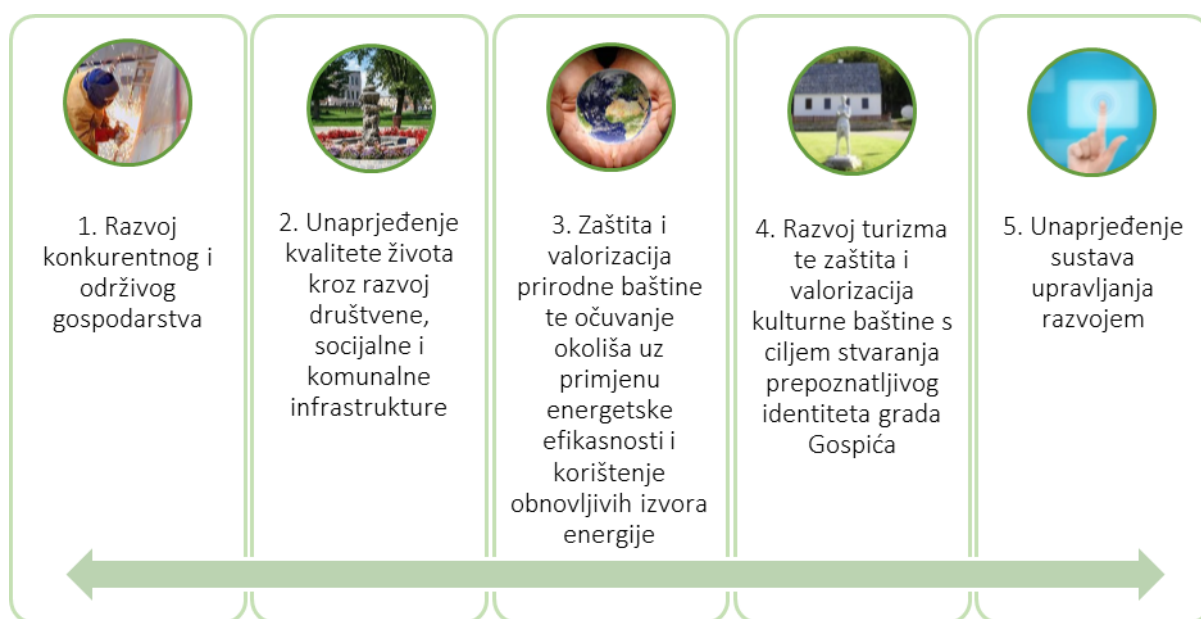 1. Razvoj
konkurentnog i
održivog
gospodarstva
2. Unaprjeđenje
kvalitete života
kroz razvoj
društvene,
socijalne i
komunalne
infrastrukture
3. Zaštita i
valorizacija
prirodne baštine
te očuvanje
okoliša uz
primjenu
energetske
efikasnosti i
korištenje
obnovljivih izvora
energije
4. Razvoj turizma
te zaštita i
valorizacija
kulturne baštine s
ciljem stvaranja
prepoznatljivog
identiteta grada
Gospića
5. Unaprjeđenje
sustava
upravljanja
razvojem